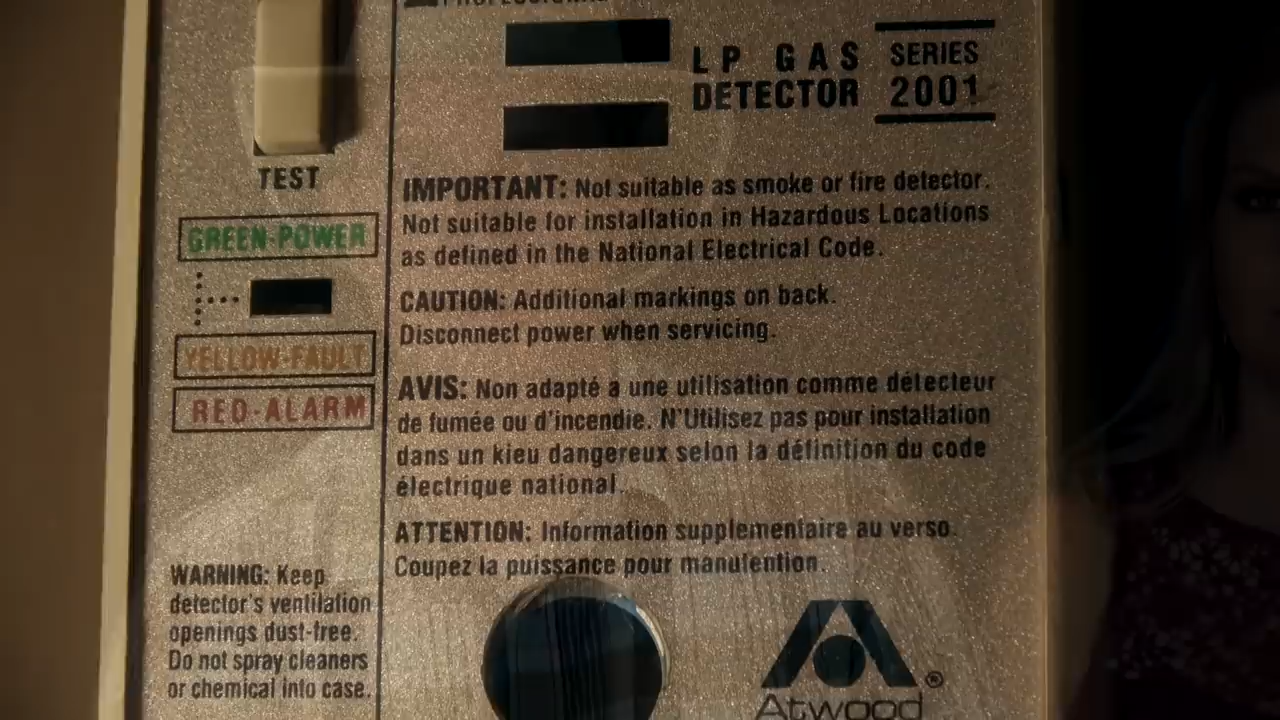 LP GAS
DETECTOR
SERIES
2001
TEST
GREEN-POWER
YELLOW-FAULT
RED-ALARM
WARNING: Keep
detector's ventilation
openings dust-free.
Do not spray cleaners
or chemical into case.
IMPORTANT: Not suitable as smoke or fire detector.
Not suitable for installation in Hazardous Locations
as defined in the National Electrical Code.
CAUTION: Additional markings on back.
Disconnect power when servicing.
AVIS: Non adapté a une utilisation comme détecteur
de fumée ou d'incendie. N'Utilisez pas pour installation
dans un kieu dangereux selon la définition du code
électrique national.
ATTENTION: Information supplementaire au verso.
Coupez la puissance pour manutention.
Atwood
®